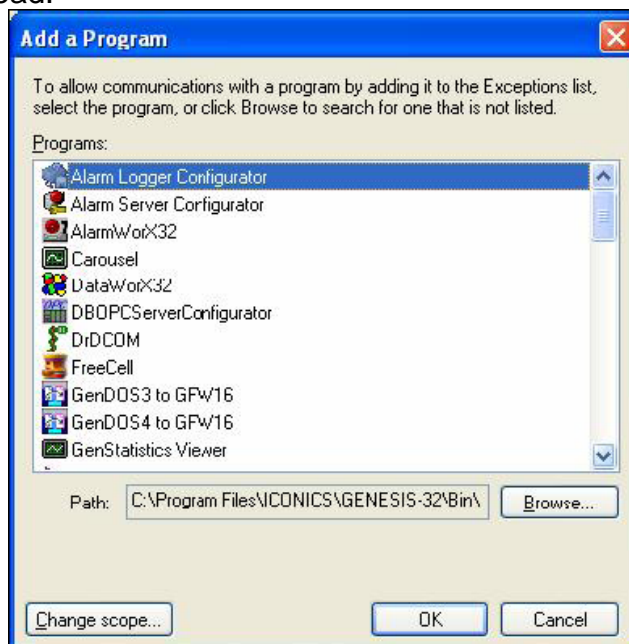 Add a Program
To allow communications with a program by adding it to the Exceptions list,
select the program, or click Browse to search for one that is not listed.
Programs:
Alarm Logger Configurator
Alarm Server Configurator
AlarmWorX32
Carousel
DataWorX32
DBOPCServerConfigurator
DrDCOM
FreeCell
GenDOS3 to GFW16
GenDOS4 to GFW16
GenStatistics Viewer
Path: C:\Program Files\ICONICS\GENESIS-32\Bin\ Browse...
Change scope... OK Cancel